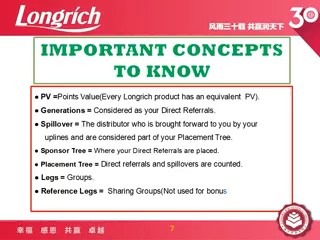 Longrich
风雨三十载 共赢润天下
30
IMPORTANT CONCEPTS
TO KNOW
● PV =Points Value(Every Longrich product has an equivalent PV).
● Generations = Considered as your Direct Referrals.
● Spillover = The distributor who is brought forward to you by your
uplines and are considered part of your Placement Tree.
● Sponsor Tree = Where your Direct Referrals are placed.
● Placement Tree = Direct referrals and spillovers are counted.
● Legs = Groups.
● Reference Legs = Sharing Groups(Not used for bonus
幸福 感恩 共赢 卓越
7